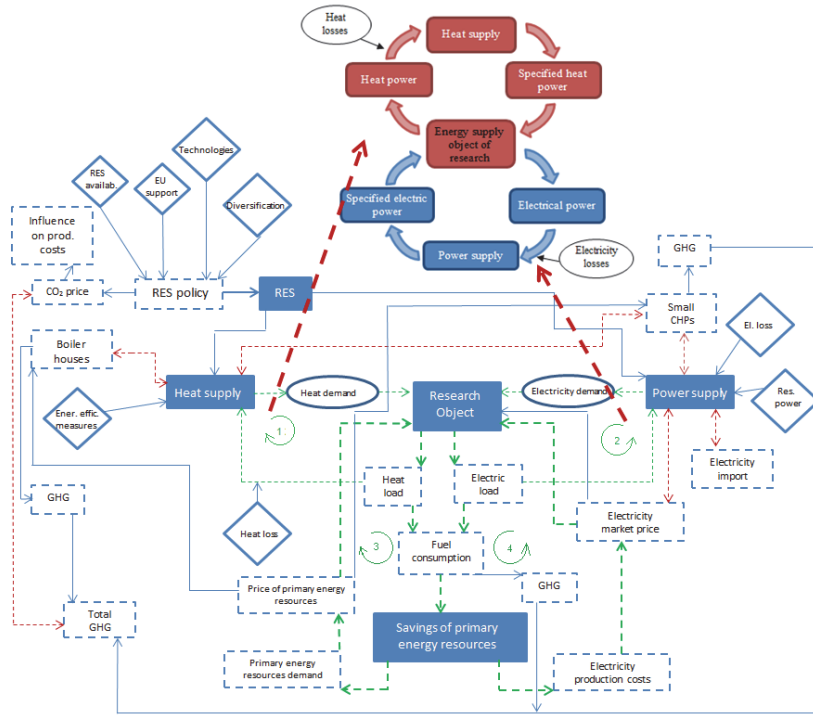 Heat
losses
Heat supply
Heat power
Specified heat
power
Energy supply
object of
research
Specified electric
power
Electrical power
Power supply
Electricity
losses
Technologies
RES
availab.
EU
support
Diversification
Influence
on prod.
costs
CO₂ price
RES policy
RES
GHG
Small
CHPs
El. loss
Boiler
houses
Heat supply
Heat demand
Research
Object
Electricity demand
Power supply
Res.
power
Ener. effic.
measures
1
2
Electricity
import
Heat
load
Electric
load
GHG
Heat loss
Electricity
market price
3
Fuel
consumption
4
Price of primary energy
resources
GHG
Total
GHG
Savings of primary
energy resources
Primary energy
resources demand
Electricity
production costs